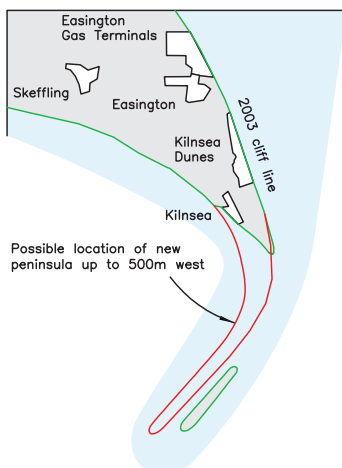 Easington
Gas Terminals
Skeffling
Easington
2003 cliff line
Kilnsea
Dunes
Kilnsea
Possible location of new
peninsula up to 500m west